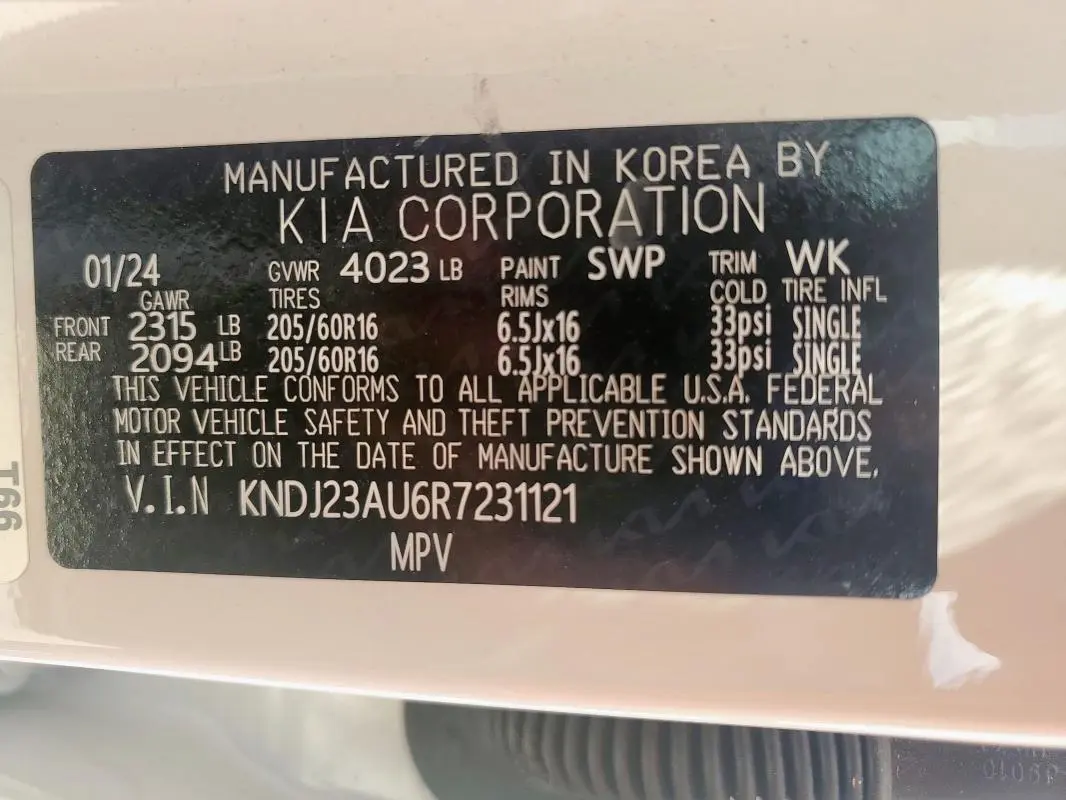 MANUFACTURED IN KOREA BY
KIA CORPORATION
01/24 GVWR 4023 LB PAINT SWP TRIM WK
GAWR TIRES RIMS COLD TIRE INFL
FRONT 2315 LB 205/60R16 6.5Jx16 33psi SINGLE
REAR 2094 LB 205/60R16 6.5Jx16 33psi SINGLE
THIS VEHICLE CONFORMS TO ALL APPLICABLE U.S.A. FEDERAL
MOTOR VEHICLE SAFETY AND THEFT PREVENTION STANDARDS
IN EFFECT ON THE DATE OF MANUFACTURE SHOWN ABOVE.
V.I.N KNDJ23AU6R7231121
MPV
T66